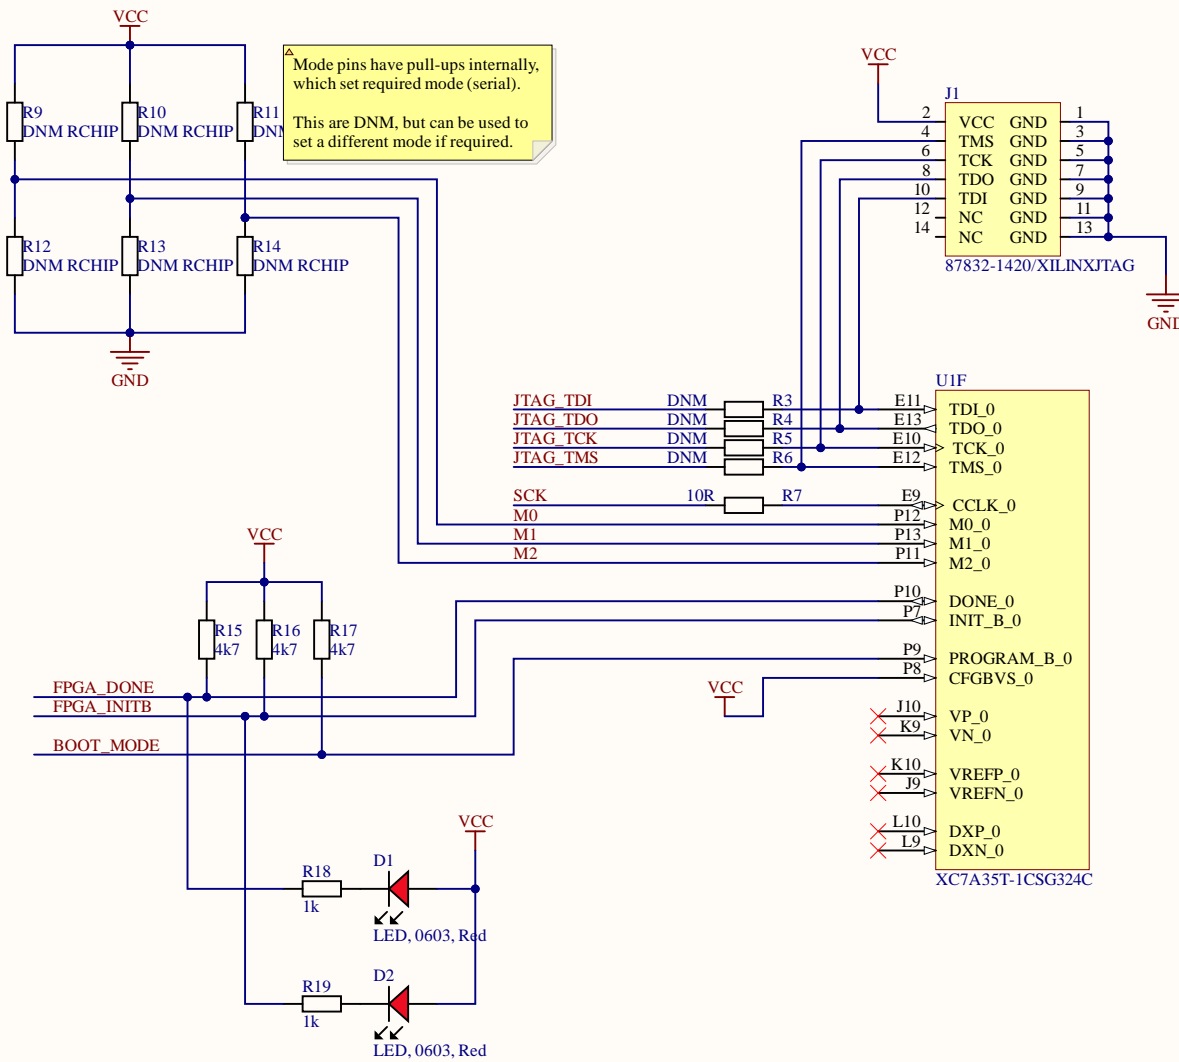 VCC
R9
DNM RCHIP
R10
DNM RCHIP
R11
DNM
Mode pins have pull-ups internally,
which set required mode (serial).
This are DNM, but can be used to
set a different mode if required.
R12
DNM RCHIP
R13
DNM RCHIP
R14
DNM RCHIP
GND
VCC
J1
2 VCC GND 1
4 TMS GND 3
6 TCK GND 5
8 TDO GND 7
10 TDI GND 9
12 NC GND 11
14 NC GND 13
87832-1420/XILINXJTAG
GND
U1F
JTAG_TDI DNM R3 E11 TDI_0
JTAG_TDO DNM R4 E13 TDO_0
JTAG_TCK DNM R5 E10 TCK_0
JTAG_TMS DNM R6 E12 TMS_0
SCK 10R R7 E9 CCLK_0
M0 P12 M0_0
M1 P13 M1_0
M2 P11 M2_0
P10 DONE_0
P7 INIT_B_0
P9 PROGRAM_B_0
P8 CFGBVS_0
VCC
J10 VP_0
K9 VN_0
K10 VREFP_0
J9 VREFN_0
L10 DXP_0
L9 DXN_0
XC7A35T-1CSG324C
VCC
R15
4k7
R16
4k7
R17
4k7
FPGA_DONE
FPGA_INITB
BOOT_MODE
VCC
R18
1k
D1
LED, 0603, Red
R19
1k
D2
LED, 0603, Red